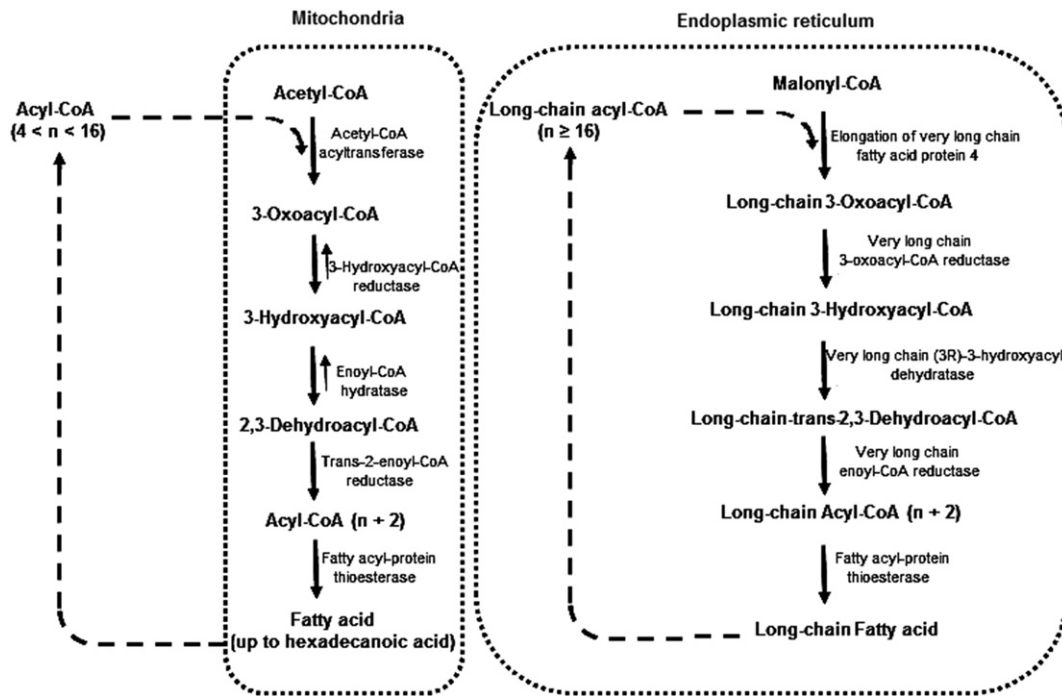 Mitochondria
Acyl-CoA
(4 < n < 16)
Acetyl-CoA
Acetyl-CoA
acyltransferase
3-Oxoacyl-CoA
3-Hydroxyacyl-CoA
reductase
3-Hydroxyacyl-CoA
Enoyl-CoA
hydratase
2,3-Dehydroacyl-CoA
Trans-2-enoyl-CoA
reductase
Acyl-CoA (n + 2)
Fatty acyl-protein
thioesterase
Fatty acid
(up to hexadecanoic acid)
Endoplasmic reticulum
Long-chain acyl-CoA
(n ≥ 16)
Malonyl-CoA
Elongation of very long chain
fatty acid protein 4
Long-chain 3-Oxoacyl-CoA
Very long chain
3-oxoacyl-CoA reductase
Long-chain 3-Hydroxyacyl-CoA
Very long chain (3R)-3-hydroxyacyl
dehydratase
Long-chain-trans-2,3-Dehydroacyl-CoA
Very long chain
enoyl-CoA reductase
Long-chain Acyl-CoA (n + 2)
Fatty acyl-protein
thioesterase
Long-chain Fatty acid